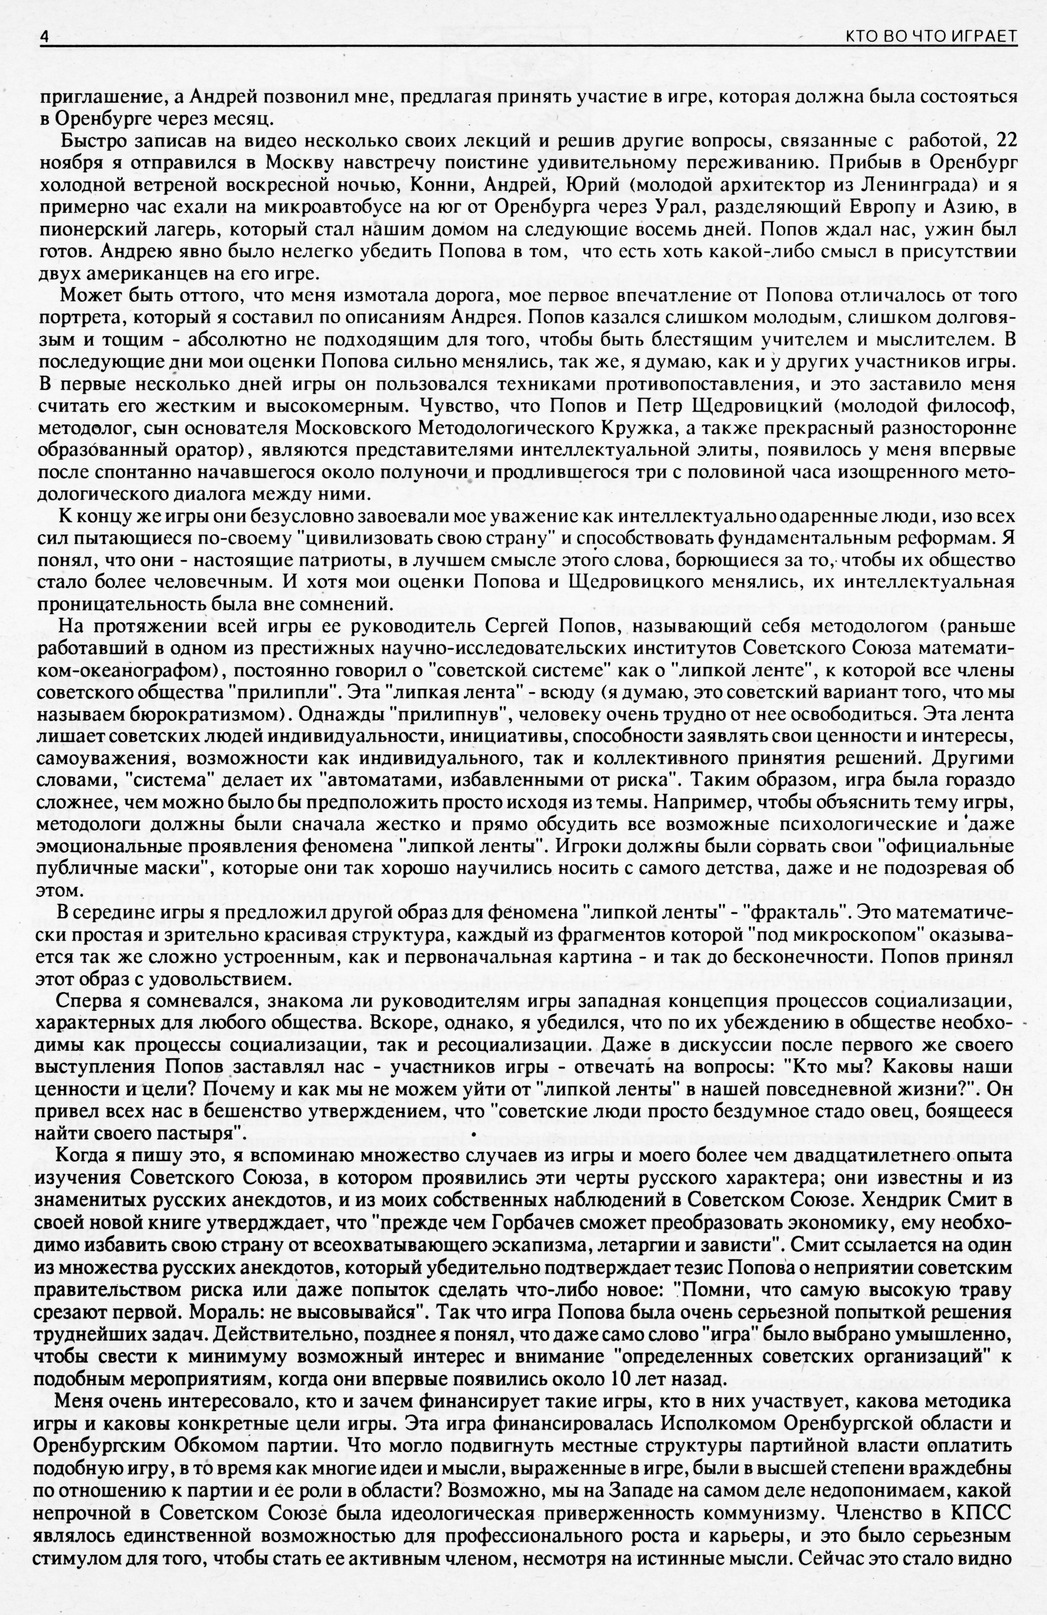 4
КТО ВО ЧТО ИГРАЕТ
приглашение, а Андрей позвонил мне, предлагая принять участие в игре, которая должна была состояться
в Оренбурге через месяц.
Быстро записав на видео несколько своих лекций и решив другие вопросы, связанные с работой, 22
ноября я отправился в Москву навстречу поистине удивительному переживанию. Прибыв в Оренбург
холодной ветреной воскресной ночью, Конни, Андрей, Юрий (молодой архитектор из Ленинграда) и я
примерно час ехали на микроавтобусе на юг от Оренбурга через Урал, разделяющий Европу и Азию, в
пионерский лагерь, который стал нашим домом на следующие восемь дней. Попов ждал нас, ужин был
готов. Андрею явно было нелегко убедить Попова в том, что есть хоть какой-либо смысл в присутствии
двух американцев на его игре.
Может быть оттого, что меня измотала дорога, мое первое впечатление от Попова отличалось от того
портрета, который я составил по описаниям Андрея. Попов казался слишком молодым, слишком долговя-
зым и тощим - абсолютно не подходящим для того, чтобы быть блестящим учителем и мыслителем. В
последующие дни мои оценки Попова сильно менялись, так же, я думаю, как и у других участников игры.
В первые несколько дней игры он пользовался техниками противопоставления, и это заставило меня
считать его жестким и высокомерным. Чувство, что Попов и Петр Щедровицкий (молодой философ,
методолог, сын основателя Московского Методологического Кружка, а также прекрасный разносторонне
образованный оратор), являются представителями интеллектуальной элиты, появилось у меня впервые
после спонтанно начавшегося около полуночи и продлившегося три с половиной часа изощренного мето-
дологического диалога между ними.
К концу же игры они безусловно завоевали мое уважение как интеллектуально одаренные люди, изо всех
сил пытающиеся по-своему "цивилизовать свою страну" и способствовать фундаментальным реформам. Я
понял, что они - настоящие патриоты, в лучшем смысле этого слова, борющиеся за то, чтобы их общество
стало более человечным. И хотя мои оценки Попова и Щедровицкого менялись, их интеллектуальная
проницательность была вне сомнений.
На протяжении всей игры ее руководитель Сергей Попов, называющий себя методологом (раньше
работавший в одном из престижных научно-исследовательских институтов Советского Союза математи-
ком-океанографом), постоянно говорил о "советской системе" как о "липкой ленте", к которой все члены
советского общества "прилипли". Эта "липкая лента" - всюду (я думаю, это советский вариант того, что мы
называем бюрократизмом). Однажды "прилипнув", человеку очень трудно от нее освободиться. Эта лента
лишает советских людей индивидуальности, инициативы, способности заявлять свои ценности и интересы,
самоуважения, возможности как индивидуального, так и коллективного принятия решений. Другими
словами, "система" делает их "автоматами, избавленными от риска". Таким образом, игра была гораздо
сложнее, чем можно было бы предположить просто исходя из темы. Например, чтобы объяснить тему игры,
методологи должны были сначала жестко и прямо обсудить все возможные психологические и даже
эмоциональные проявления феномена "липкой ленты". Игроки должны были сорвать свои "официальные
публичные маски", которые они так хорошо научились носить с самого детства, даже и не подозревая об
этом.
В середине игры я предложил другой образ для феномена "липкой ленты" - "фракталь". Это математиче-
ски простая и зрительно красивая структура, каждый из фрагментов которой "под микроскопом" оказыва-
ется так же сложно устроенным, как и первоначальная картина - и так до бесконечности. Попов принял
этот образ с удовольствием.
Сперва я сомневался, знакома ли руководителям игры западная концепция процессов социализации,
характерных для любого общества. Вскоре, однако, я убедился, что по их убеждению в обществе необхо-
димы как процессы социализации, так и ресоциализации. Даже в дискуссии после первого же своего
выступления Попов заставлял нас - участников игры - отвечать на вопросы: "Кто мы? Каковы наши
ценности и цели? Почему и как мы не можем уйти от "липкой ленты" в нашей повседневной жизни?". Он
привел всех нас в бешенство утверждением, что "советские люди просто бездумное стадо овец, боящееся
найти своего пастыря".
Когда я пишу это, я вспоминаю множество случаев из игры и моего более чем двадцатилетнего опыта
изучения Советского Союза, в котором проявились эти черты русского характера; они известны и из
знаменитых русских анекдотов, и из моих собственных наблюдений в Советском Союзе. Хендрик Смит в
своей новой книге утверждает, что "прежде чем Горбачев сможет преобразовать экономику, ему необхо-
димо избавить свою страну от всеохватывающего эскапизма, летаргии и зависти". Смит ссылается на один
из множества русских анекдотов, который убедительно подтверждает тезис Попова о неприятии советским
правительством риска или даже попыток сделать что-либо новое: "Помни, что самую высокую траву
срезают первой. Мораль: не высовывайся". Так что игра Попова была очень серьезной попыткой решения
труднейших задач. Действительно, позднее я понял, что даже само слово "игра" было выбрано умышленно,
чтобы свести к минимуму возможный интерес и внимание "определенных советских организаций" к
подобным мероприятиям, когда они впервые появились около 10 лет назад.
Меня очень интересовало, кто и зачем финансирует такие игры, кто в них участвует, какова методика
игры и каковы конкретные цели игры. Эта игра финансировалась Исполкомом Оренбургской области и
Оренбургским Обкомом партии. Что могло подвигнуть местные структуры партийной власти оплатить
подобную игру, в то время как многие идеи и мысли, выраженные в игре, были в высшей степени враждебны
по отношению к партии и ее роли в области? Возможно, мы на Западе на самом деле недопонимаем, какой
непрочной в Советском Союзе была идеологическая приверженность коммунизму. Членство в КПСС
являлось единственной возможностью для профессионального роста и карьеры, и это было серьезным
стимулом для того, чтобы стать ее активным членом, несмотря на истинные мысли. Сейчас это стало видно